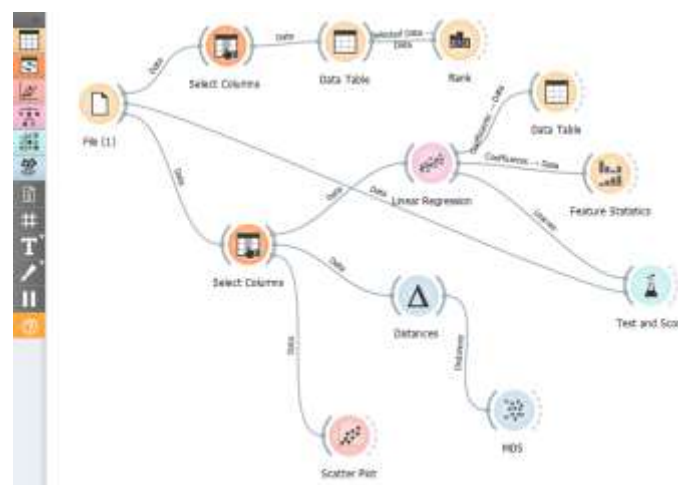 Data
Data
Selected Data → Data
Select Columns
Data Table
Rank
File (1)
Coefficients → Data
Data Table
Data
Data
Data
Linear Regression
Coefficients → Data
Feature Statistics
Learner
Select Columns
Data
Data
Distances
Distances
Test and Sco
MDS
Scatter Plot